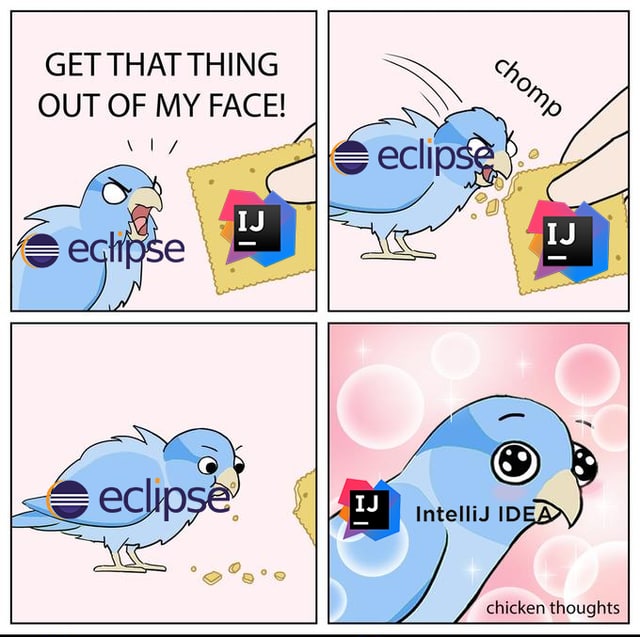 GET THAT THING
OUT OF MY FACE!
eclipse
IJ
chomp
eclipse
IJ
eclipse
IJ
IntelliJ IDEA
chicken thoughts